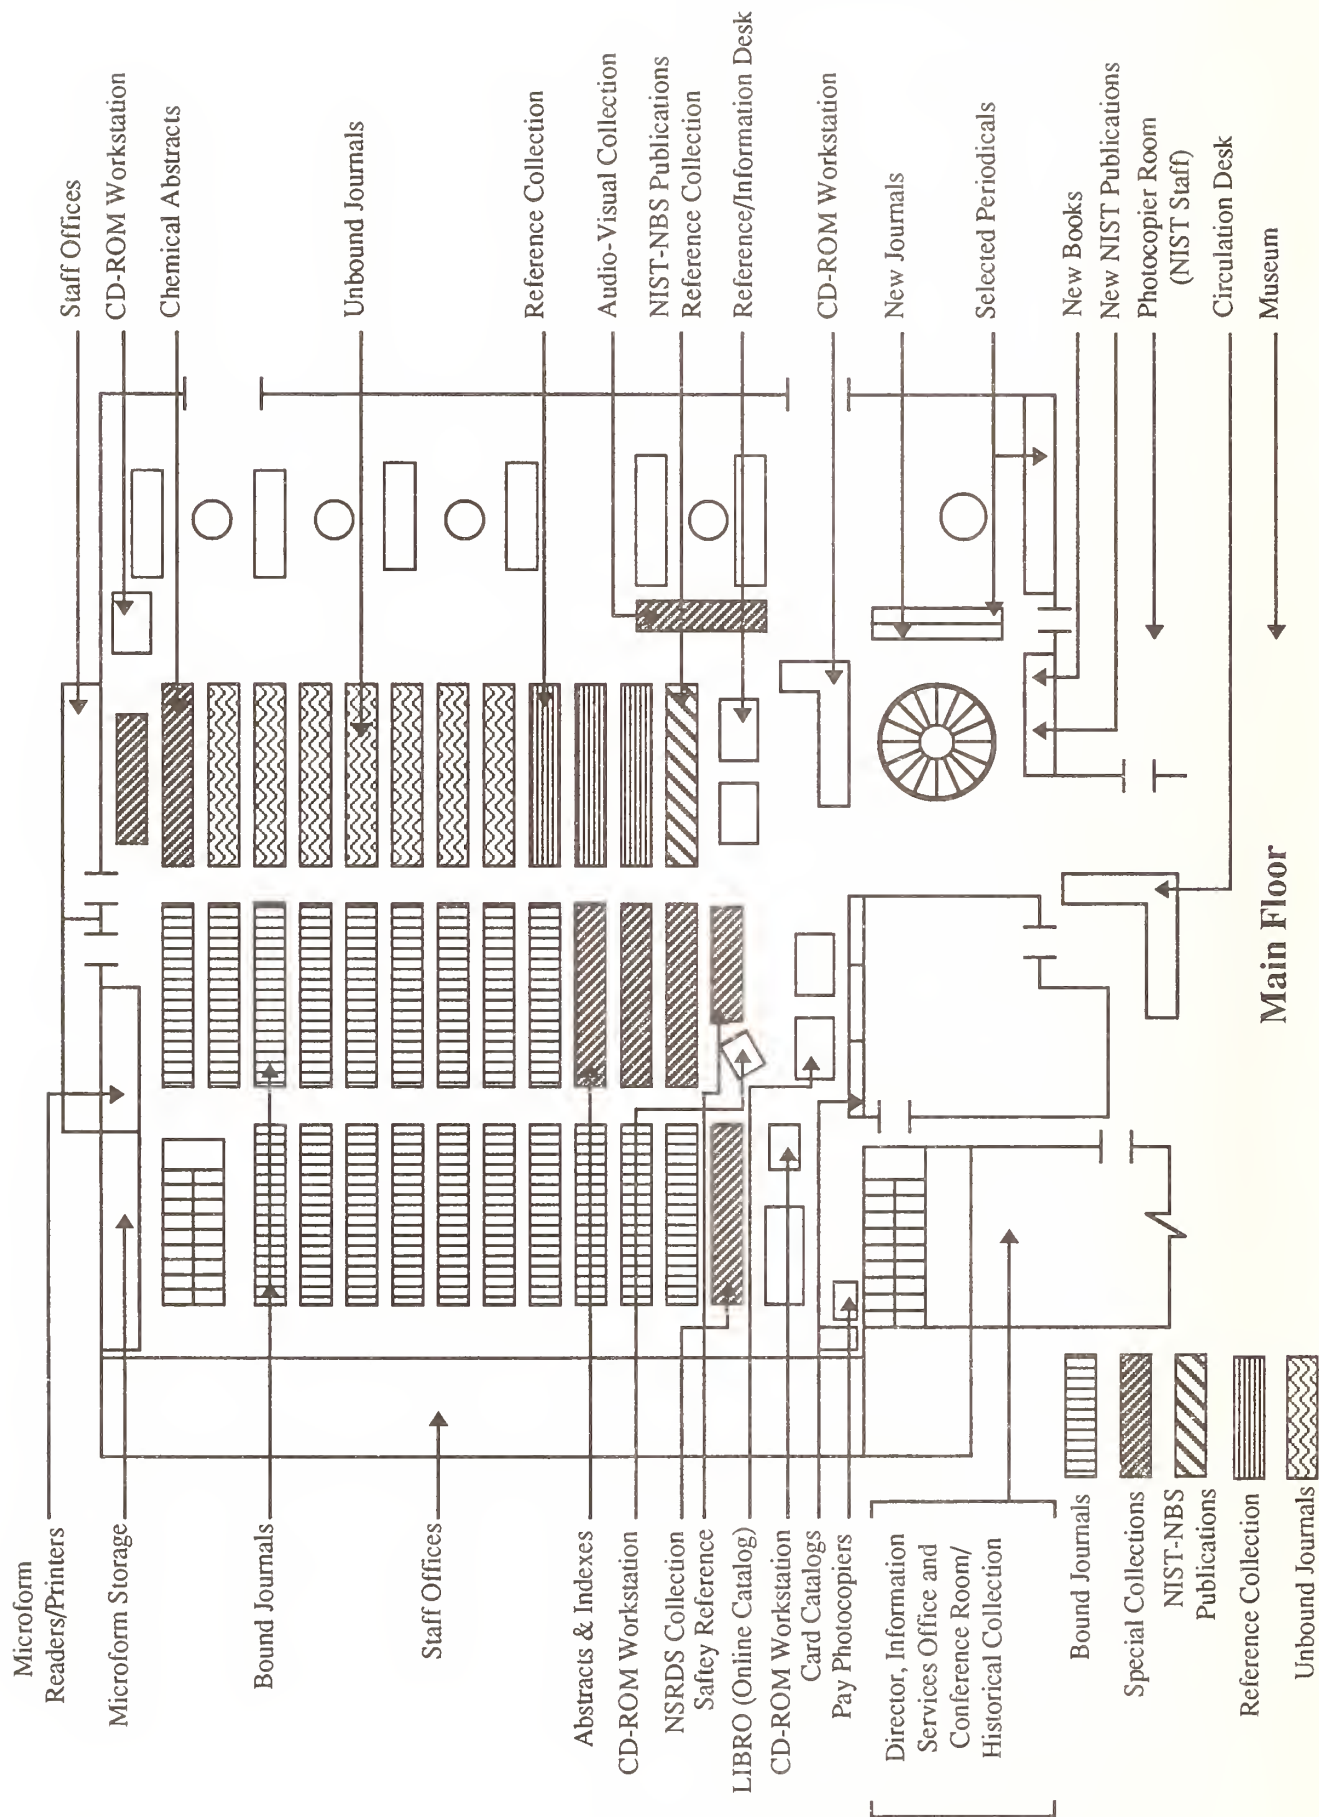 Staff Offices
CD-ROM Workstation
Chemical Abstracts
Unbound Journals
Reference Collection
Audio-Visual Collection
NIST-NBS Publications
Reference Collection
Reference/Information Desk
CD-ROM Workstation
New Journals
Selected Periodicals
New Books
New NIST Publications
Photocopier Room
(NIST Staff)
Circulation Desk
Museum
Main Floor
Microform
Readers/Printers
Microform Storage
Bound Journals
Staff Offices
Abstracts & Indexes
CD-ROM Workstation
NSRDS Collection
Saftey Reference
LIBRO (Online Catalog)
CD-ROM Workstation
Card Catalogs
Pay Photocopiers
Director, Information
Services Office and
Conference Room/
Historical Collection
Bound Journals
Special Collections
NIST-NBS
Publications
Reference Collection
Unbound Journals